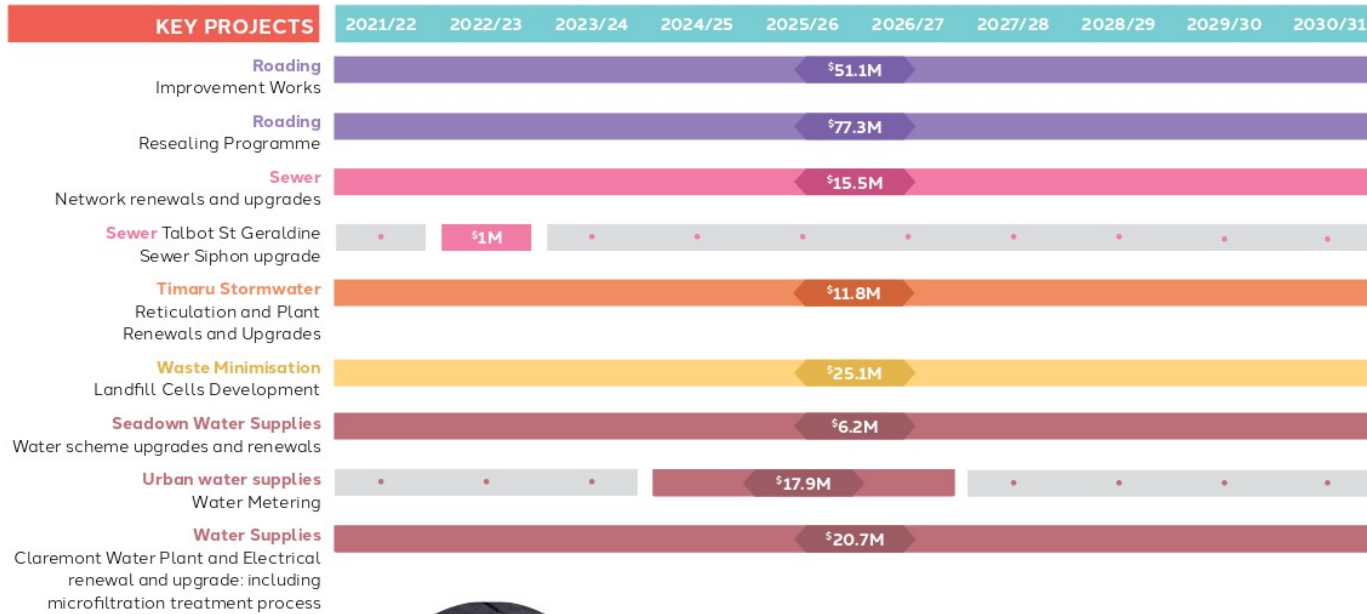 KEY PROJECTS 2021/22 2022/23 2023/24 2024/25 2025/26 2026/27 2027/28 2028/29 2029/30 2030/31
Roading
Improvement Works
$51.1M
Roading
Resealing Programme
$77.3M
Sewer
Network renewals and upgrades
$15.5M
Sewer Talbot St Geraldine
Sewer Siphon upgrade
$1M
Timaru Stormwater
Reticulation and Plant
Renewals and Upgrades
$11.8M
Waste Minimisation
Landfill Cells Development
$25.1M
Seadown Water Supplies
Water scheme upgrades and renewals
$6.2M
Urban water supplies
Water Metering
$17.9M
Water Supplies
Claremont Water Plant and Electrical
renewal and upgrade: including
microfiltration treatment process
$20.7M